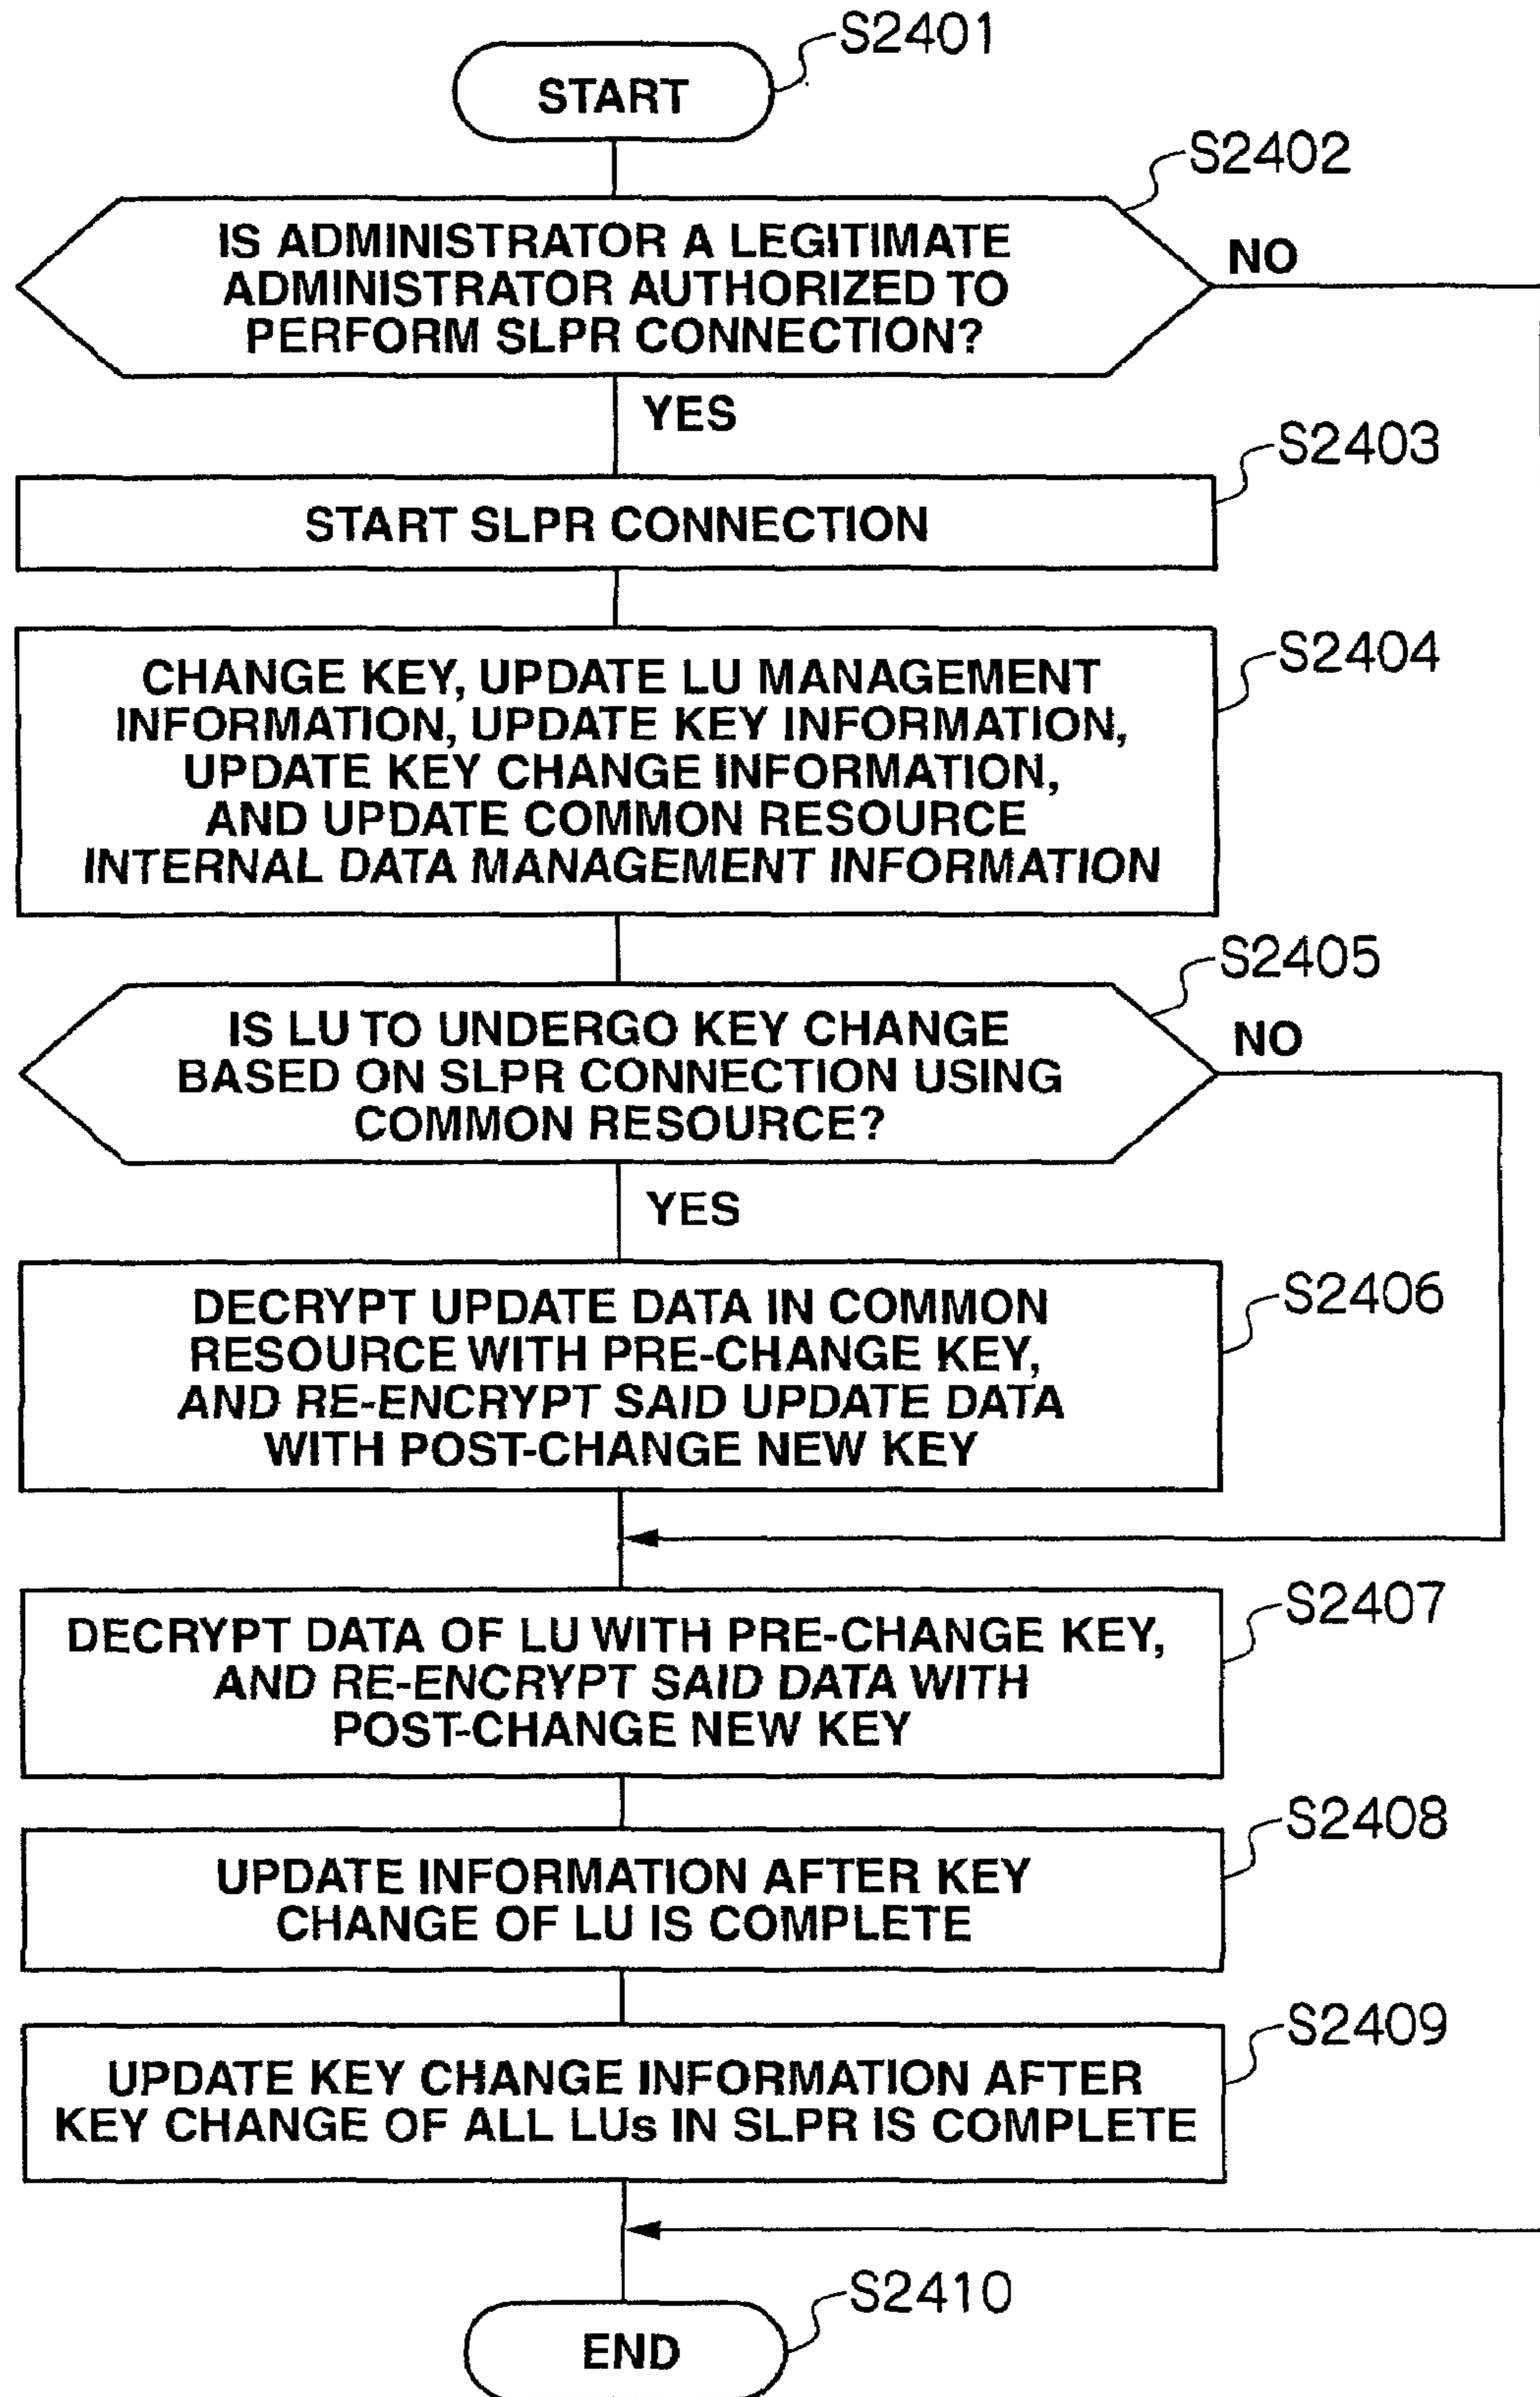 S2401
START
S2402
IS ADMINISTRATOR A LEGITIMATE
ADMINISTRATOR AUTHORIZED TO
PERFORM SLPR CONNECTION?
NO
YES
S2403
START SLPR CONNECTION
S2404
CHANGE KEY, UPDATE LU MANAGEMENT
INFORMATION, UPDATE KEY INFORMATION,
UPDATE KEY CHANGE INFORMATION,
AND UPDATE COMMON RESOURCE
INTERNAL DATA MANAGEMENT INFORMATION
S2405
IS LU TO UNDERGO KEY CHANGE
BASED ON SLPR CONNECTION USING
COMMON RESOURCE?
NO
YES
S2406
DECRYPT UPDATE DATA IN COMMON
RESOURCE WITH PRE-CHANGE KEY,
AND RE-ENCRYPT SAID UPDATE DATA
WITH POST-CHANGE NEW KEY
S2407
DECRYPT DATA OF LU WITH PRE-CHANGE KEY,
AND RE-ENCRYPT SAID DATA WITH
POST-CHANGE NEW KEY
S2408
UPDATE INFORMATION AFTER KEY
CHANGE OF LU IS COMPLETE
S2409
UPDATE KEY CHANGE INFORMATION AFTER
KEY CHANGE OF ALL LUs IN SLPR IS COMPLETE
S2410
END